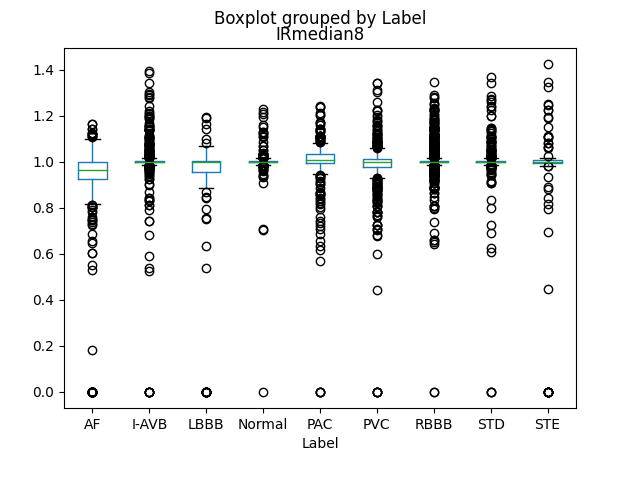 Boxplot grouped by Label
IRmedian8
1.4
1.2
1.0
0.8
0.6
0.4
0.2
0.0
AF I-AVB LBBB Normal PAC PVC RBBB STD STE
Label